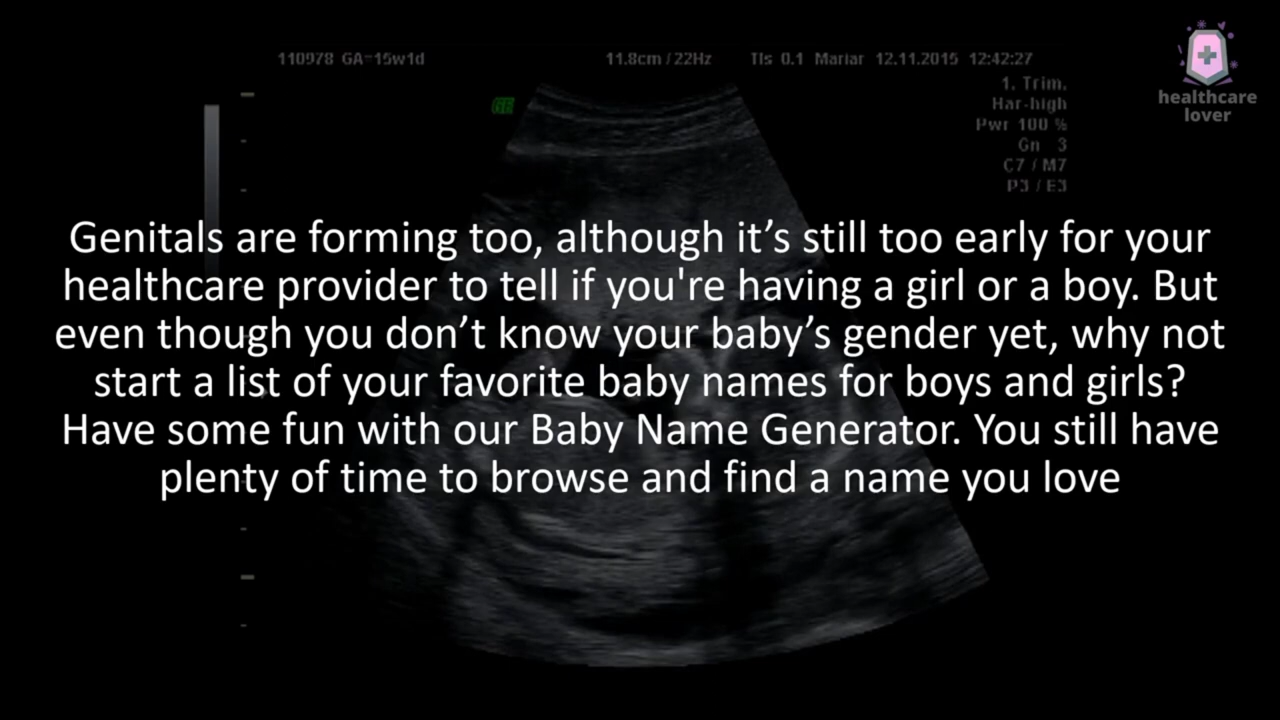 110978 GA=15w1d 11.8cm / 22Hz TIs 0.1 Mariar 12.11.2015 12:42:27
1. Trim.
Har-high
Pwr 100 %
Gn 3
C7 / M7
P3 / E3
healthcare
lover
Genitals are forming too, although it’s still too early for your
healthcare provider to tell if you're having a girl or a boy. But
even though you don’t know your baby’s gender yet, why not
start a list of your favorite baby names for boys and girls?
Have some fun with our Baby Name Generator. You still have
plenty of time to browse and find a name you love